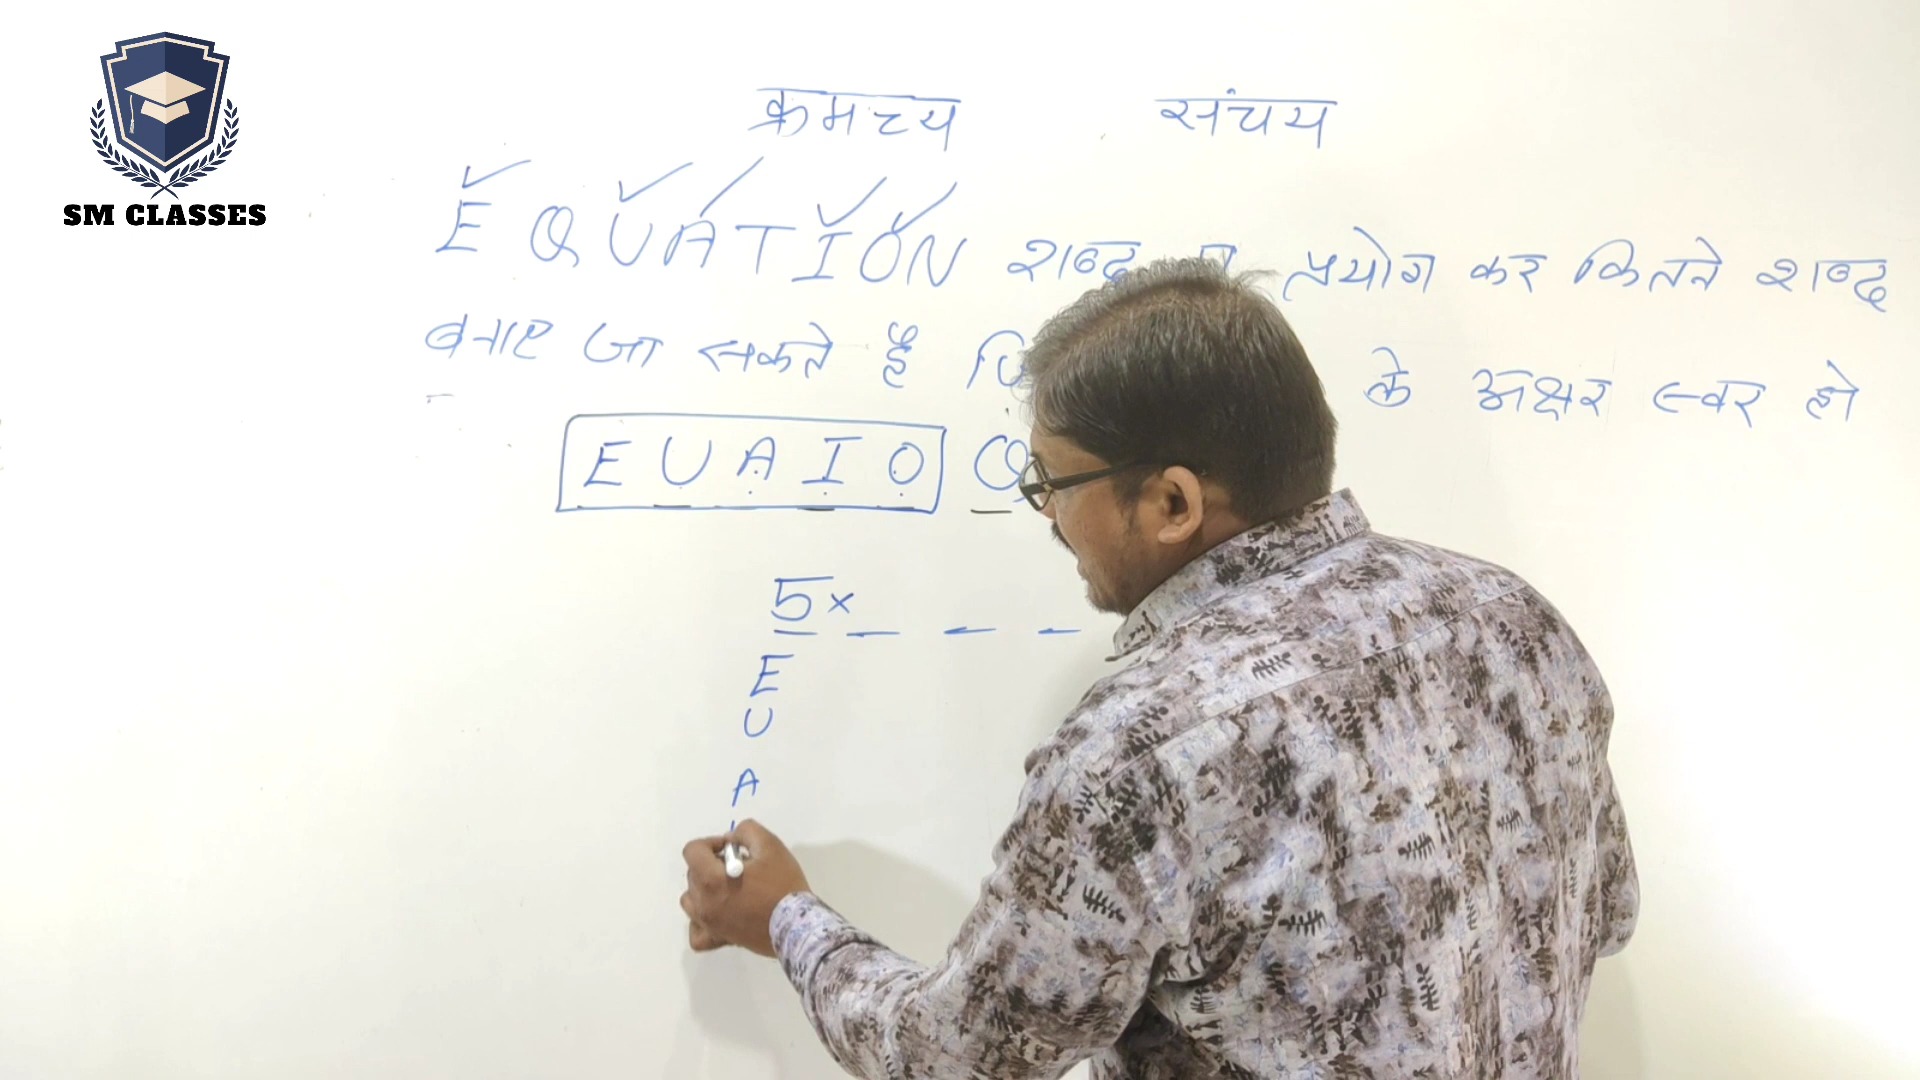 SM CLASSES
क्रमचय संचय
EQUATION शब्द प्रयोग कर कितने शब्द
बनाए जा सकते है के अक्षर स्वर हो
E U A I O Q
5 ×
E
U
A